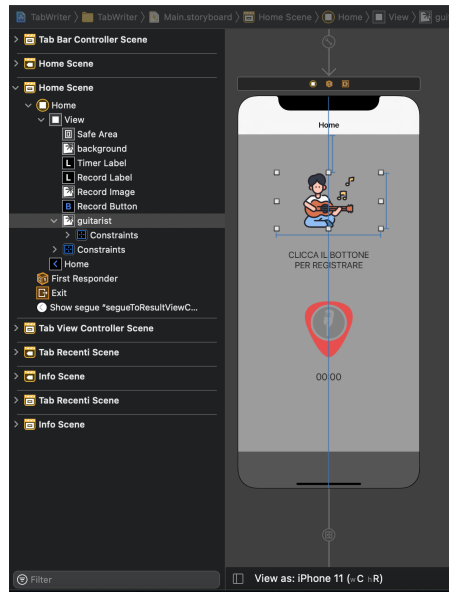 TabWriter 〉 TabWriter 〉 Main.storyboard 〉 Home Scene 〉 Home 〉 View 〉 gui
Tab Bar Controller Scene
Home Scene
Home Scene
Home
View
Safe Area
background
L Timer Label
L Record Label
Record Image
B Record Button
guitarist
Constraints
Constraints
Home
First Responder
Exit
Show segue "segueToResultViewC...
Tab View Controller Scene
Tab Recenti Scene
Info Scene
Tab Recenti Scene
Info Scene
Filter
Home
CLICCA IL BOTTONE
PER REGISTRARE
00:00
View as: iPhone 11 (wC hR)